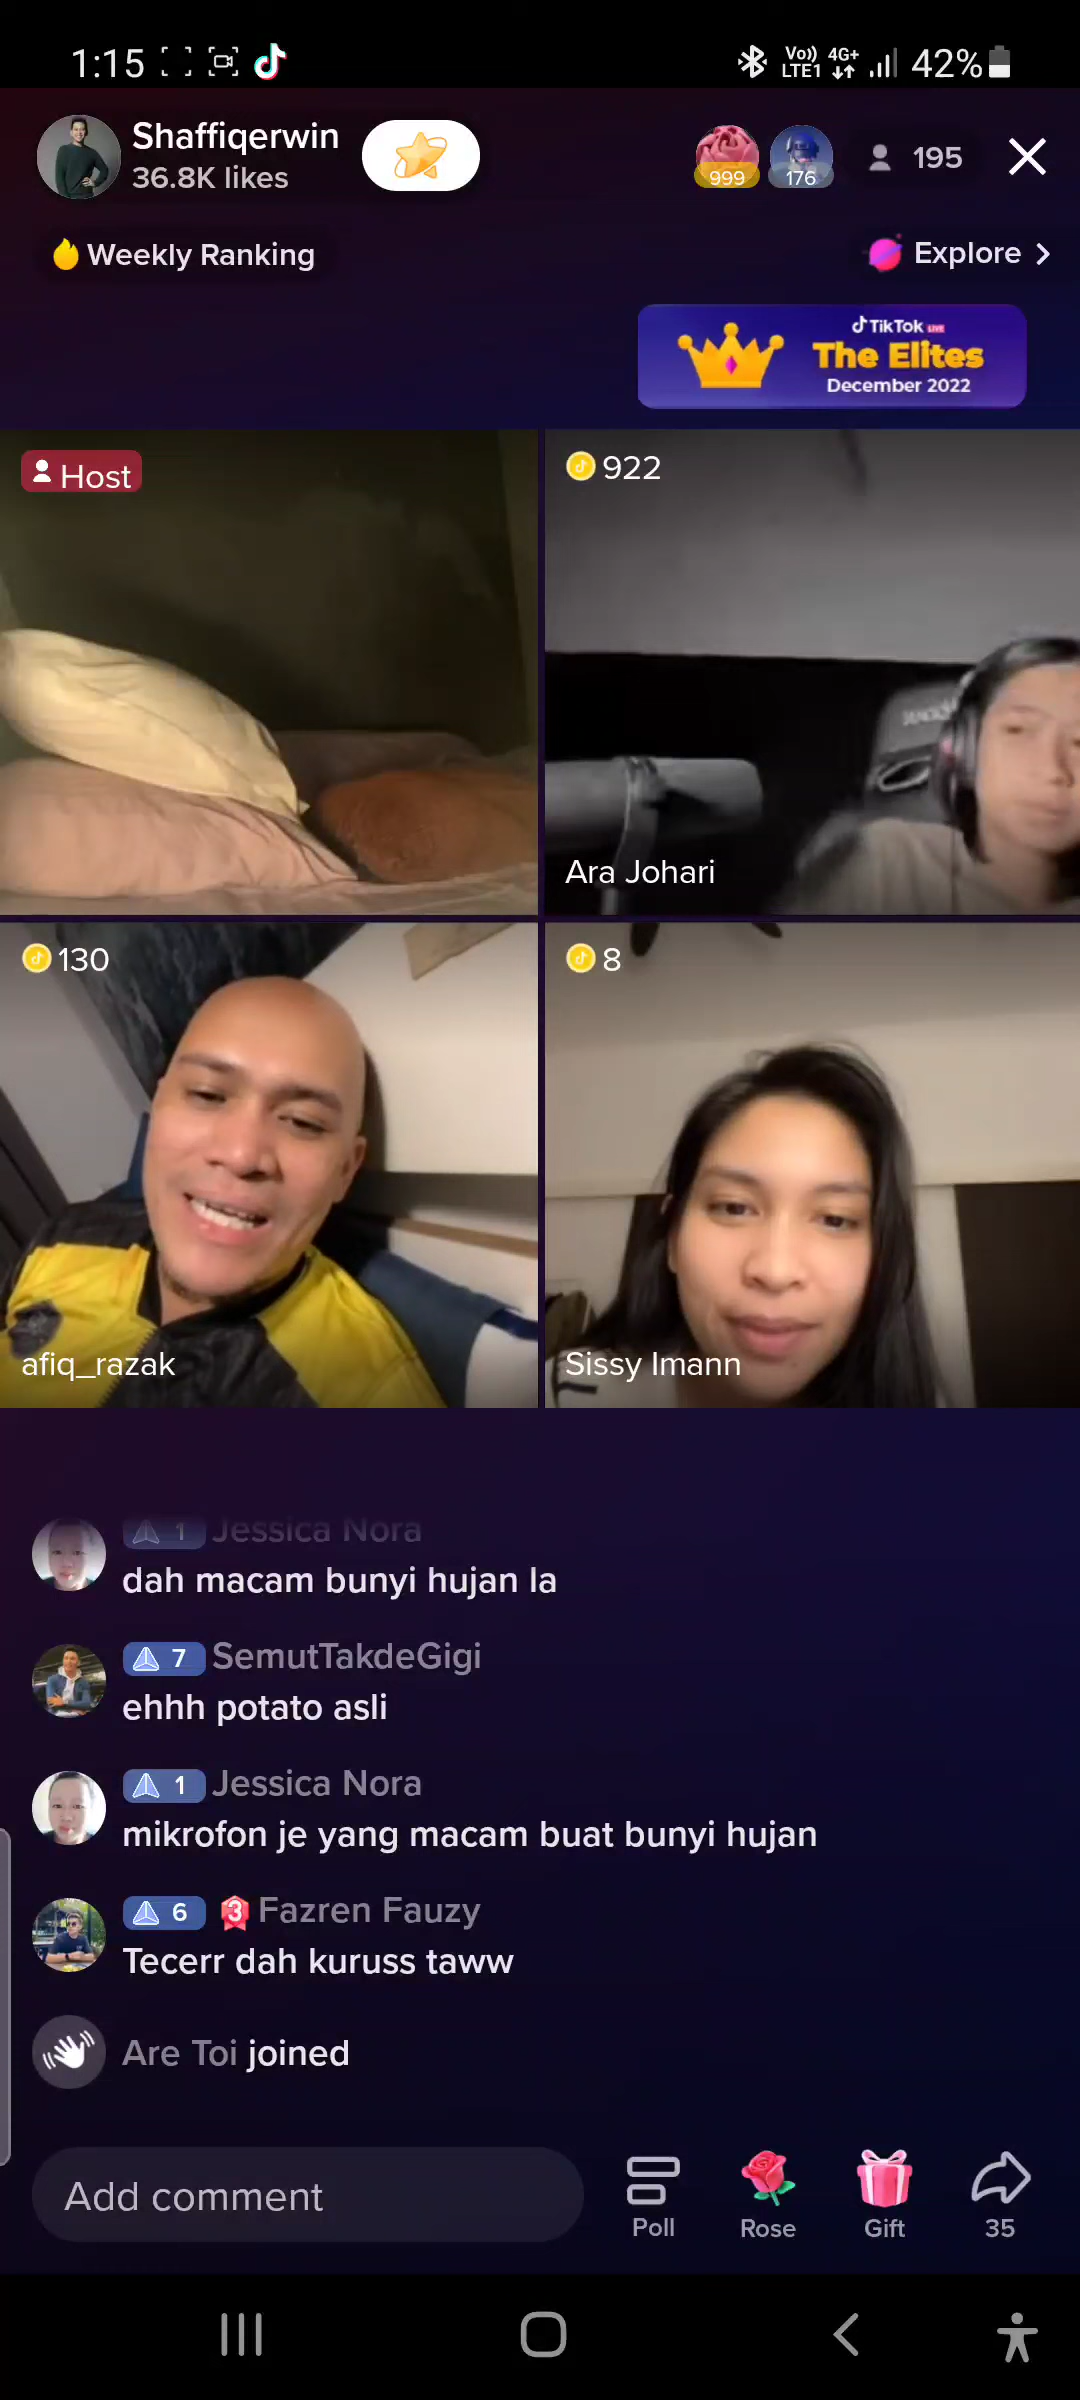 1:15
Vo)) LTE1 4G+ 42%
Shaffiqerwin
36.8K likes
999
176
195
Weekly Ranking
Explore
TikTok LIVE
The Elites
December 2022
Host
922
Ara Johari
130
afiq_razak
8
Sissy Imann
1 Jessica Nora
dah macam bunyi hujan la
7 SemutTakdeGigi
ehhh potato asli
1 Jessica Nora
mikrofon je yang macam buat bunyi hujan
6 3 Fazren Fauzy
Tecerr dah kuruss taww
Are Toi joined
Add comment
Poll
Rose
Gift
35